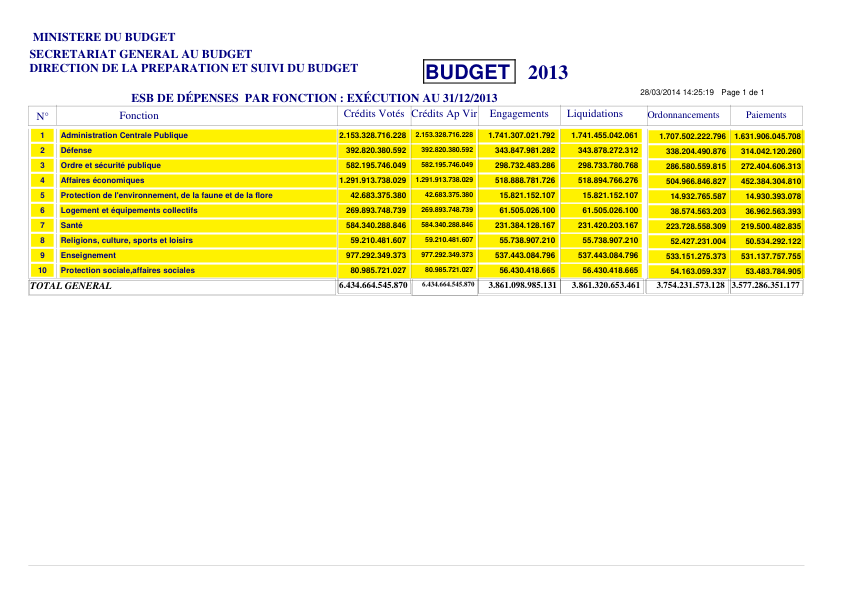 MINISTERE DU BUDGET
SECRETARIAT GENERAL AU BUDGET
DIRECTION DE LA PREPARATION ET SUIVI DU BUDGET
BUDGET 2013
28/03/2014 14:25:19 Page 1 de 1
ESB DE DÉPENSES PAR FONCTION : EXÉCUTION AU 31/12/2013
N° Fonction Crédits Votés Crédits Ap Vir Engagements Liquidations Ordonnancements Paiements
1 Administration Centrale Publique 2.153.328.716.228 2.153.328.716.228 1.741.307.021.792 1.741.455.042.061 1.707.502.222.796 1.631.906.045.708
2 Défense 392.820.380.592 392.820.380.592 343.847.981.282 343.878.272.312 338.204.490.876 314.042.120.260
3 Ordre et sécurité publique 582.195.746.049 582.195.746.049 298.732.483.286 298.733.780.768 286.580.559.815 272.404.606.313
4 Affaires économiques 1.291.913.738.029 1.291.913.738.029 518.888.781.726 518.894.766.276 504.966.846.827 452.384.304.810
5 Protection de l'environnement, de la faune et de la flore 42.683.375.380 42.683.375.380 15.821.152.107 15.821.152.107 14.932.765.587 14.930.393.078
6 Logement et équipements collectifs 269.893.748.739 269.893.748.739 61.505.026.100 61.505.026.100 38.574.563.203 36.962.563.393
7 Santé 584.340.288.846 584.340.288.846 231.384.128.167 231.420.203.167 223.728.558.309 219.500.482.835
8 Religions, culture, sports et loisirs 59.210.481.607 59.210.481.607 55.738.907.210 55.738.907.210 52.427.231.004 50.534.292.122
9 Enseignement 977.292.349.373 977.292.349.373 537.443.084.796 537.443.084.796 533.151.275.373 531.137.757.755
10 Protection sociale,affaires sociales 80.985.721.027 80.985.721.027 56.430.418.665 56.430.418.665 54.163.059.337 53.483.784.905
TOTAL GENERAL 6.434.664.545.870 6.434.664.545.870 3.861.098.985.131 3.861.320.653.461 3.754.231.573.128 3.577.286.351.177